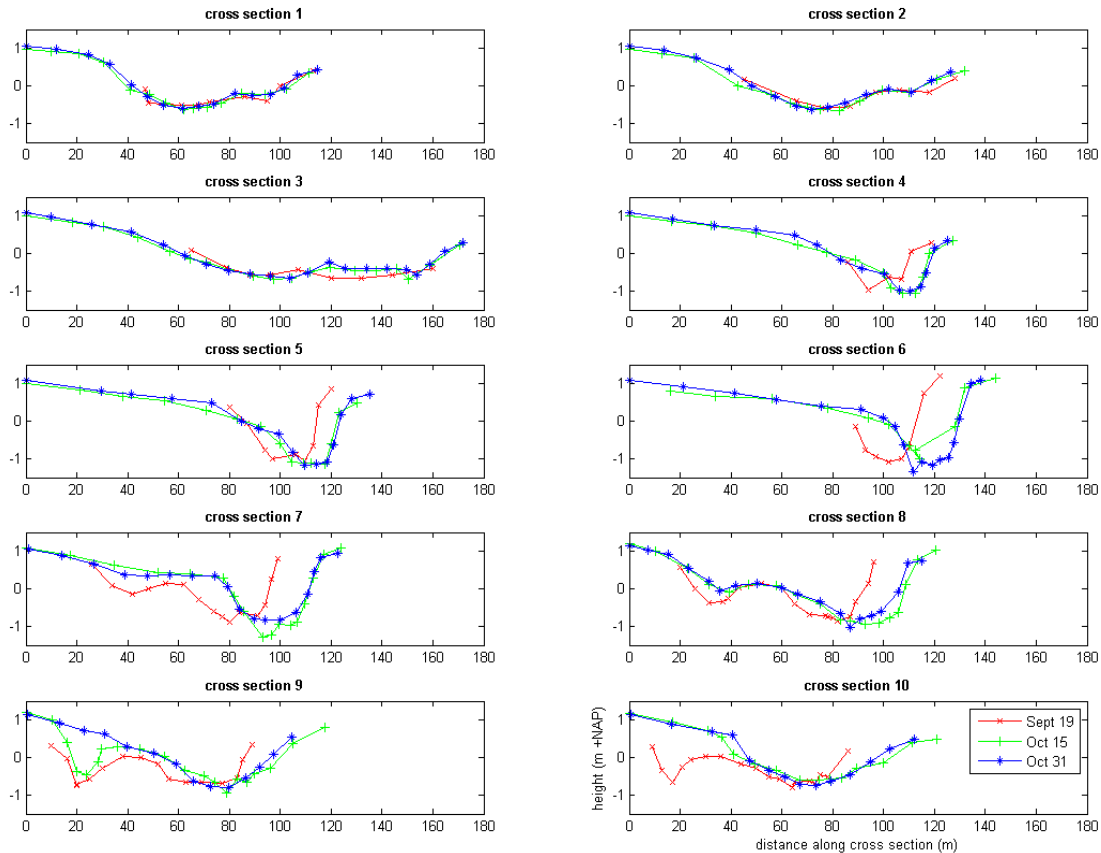 cross section 1
1
0
-1
0 20 40 60 80 100 120 140 160 180
cross section 2
1
0
-1
0 20 40 60 80 100 120 140 160 180
cross section 3
1
0
-1
0 20 40 60 80 100 120 140 160 180
cross section 4
1
0
-1
0 20 40 60 80 100 120 140 160 180
cross section 5
1
0
-1
0 20 40 60 80 100 120 140 160 180
cross section 6
1
0
-1
0 20 40 60 80 100 120 140 160 180
cross section 7
1
0
-1
0 20 40 60 80 100 120 140 160 180
cross section 8
1
0
-1
0 20 40 60 80 100 120 140 160 180
cross section 9
1
0
-1
0 20 40 60 80 100 120 140 160 180
cross section 10
height (m +NAP)
1
0
-1
Sept 19
Oct 15
Oct 31
0 20 40 60 80 100 120 140 160 180
distance along cross section (m)